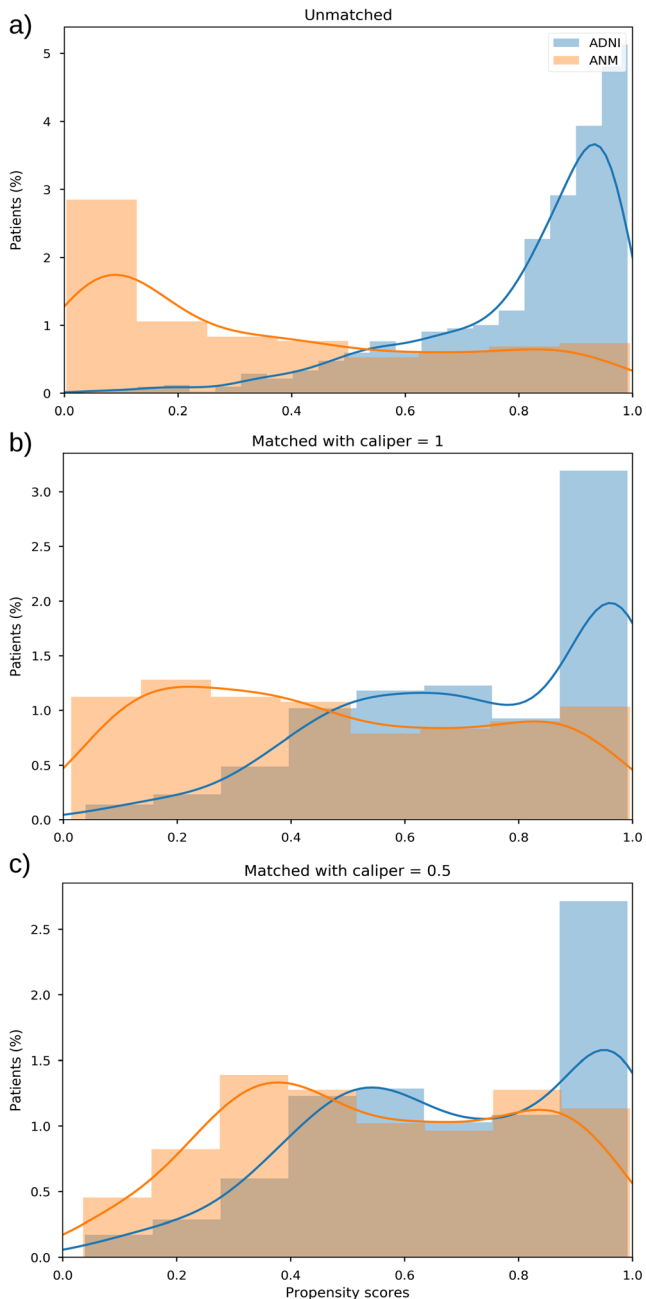 a)
Unmatched
ADNI
ANM
Patients (%)
5
4
3
2
1
0
0.0 0.2 0.4 0.6 0.8 1.0
b)
Matched with caliper = 1
Patients (%)
3.0
2.5
2.0
1.5
1.0
0.5
0.0
0.0 0.2 0.4 0.6 0.8 1.0
c)
Matched with caliper = 0.5
Patients (%)
2.5
2.0
1.5
1.0
0.5
0.0
0.0 0.2 0.4 0.6 0.8 1.0
Propensity scores